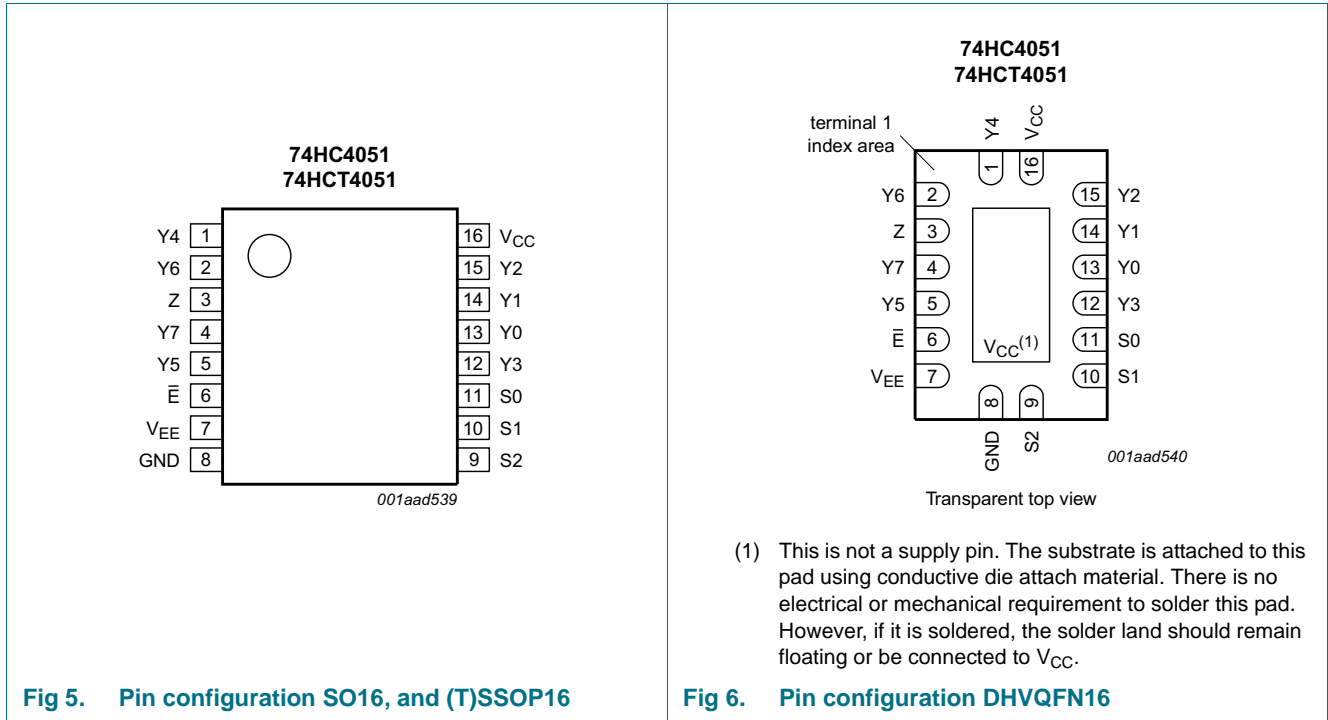 74HC4051
74HCT4051
Y4 1
Y6 2
Z 3
Y7 4
Y5 5
E̅ 6
VEE 7
GND 8
16 VCC
15 Y2
14 Y1
13 Y0
12 Y3
11 S0
10 S1
9 S2
001aad539
Fig 5. Pin configuration SO16, and (T)SSOP16
74HC4051
74HCT4051
terminal 1
index area
Y4
VCC
1
16
Y6 2
Z 3
Y7 4
Y5 5
E̅ 6
VEE 7
15 Y2
14 Y1
13 Y0
12 Y3
11 S0
10 S1
VCC(1)
8
9
GND
S2
001aad540
Transparent top view
(1) This is not a supply pin. The substrate is attached to this
pad using conductive die attach material. There is no
electrical or mechanical requirement to solder this pad.
However, if it is soldered, the solder land should remain
floating or be connected to VCC.
Fig 6. Pin configuration DHVQFN16